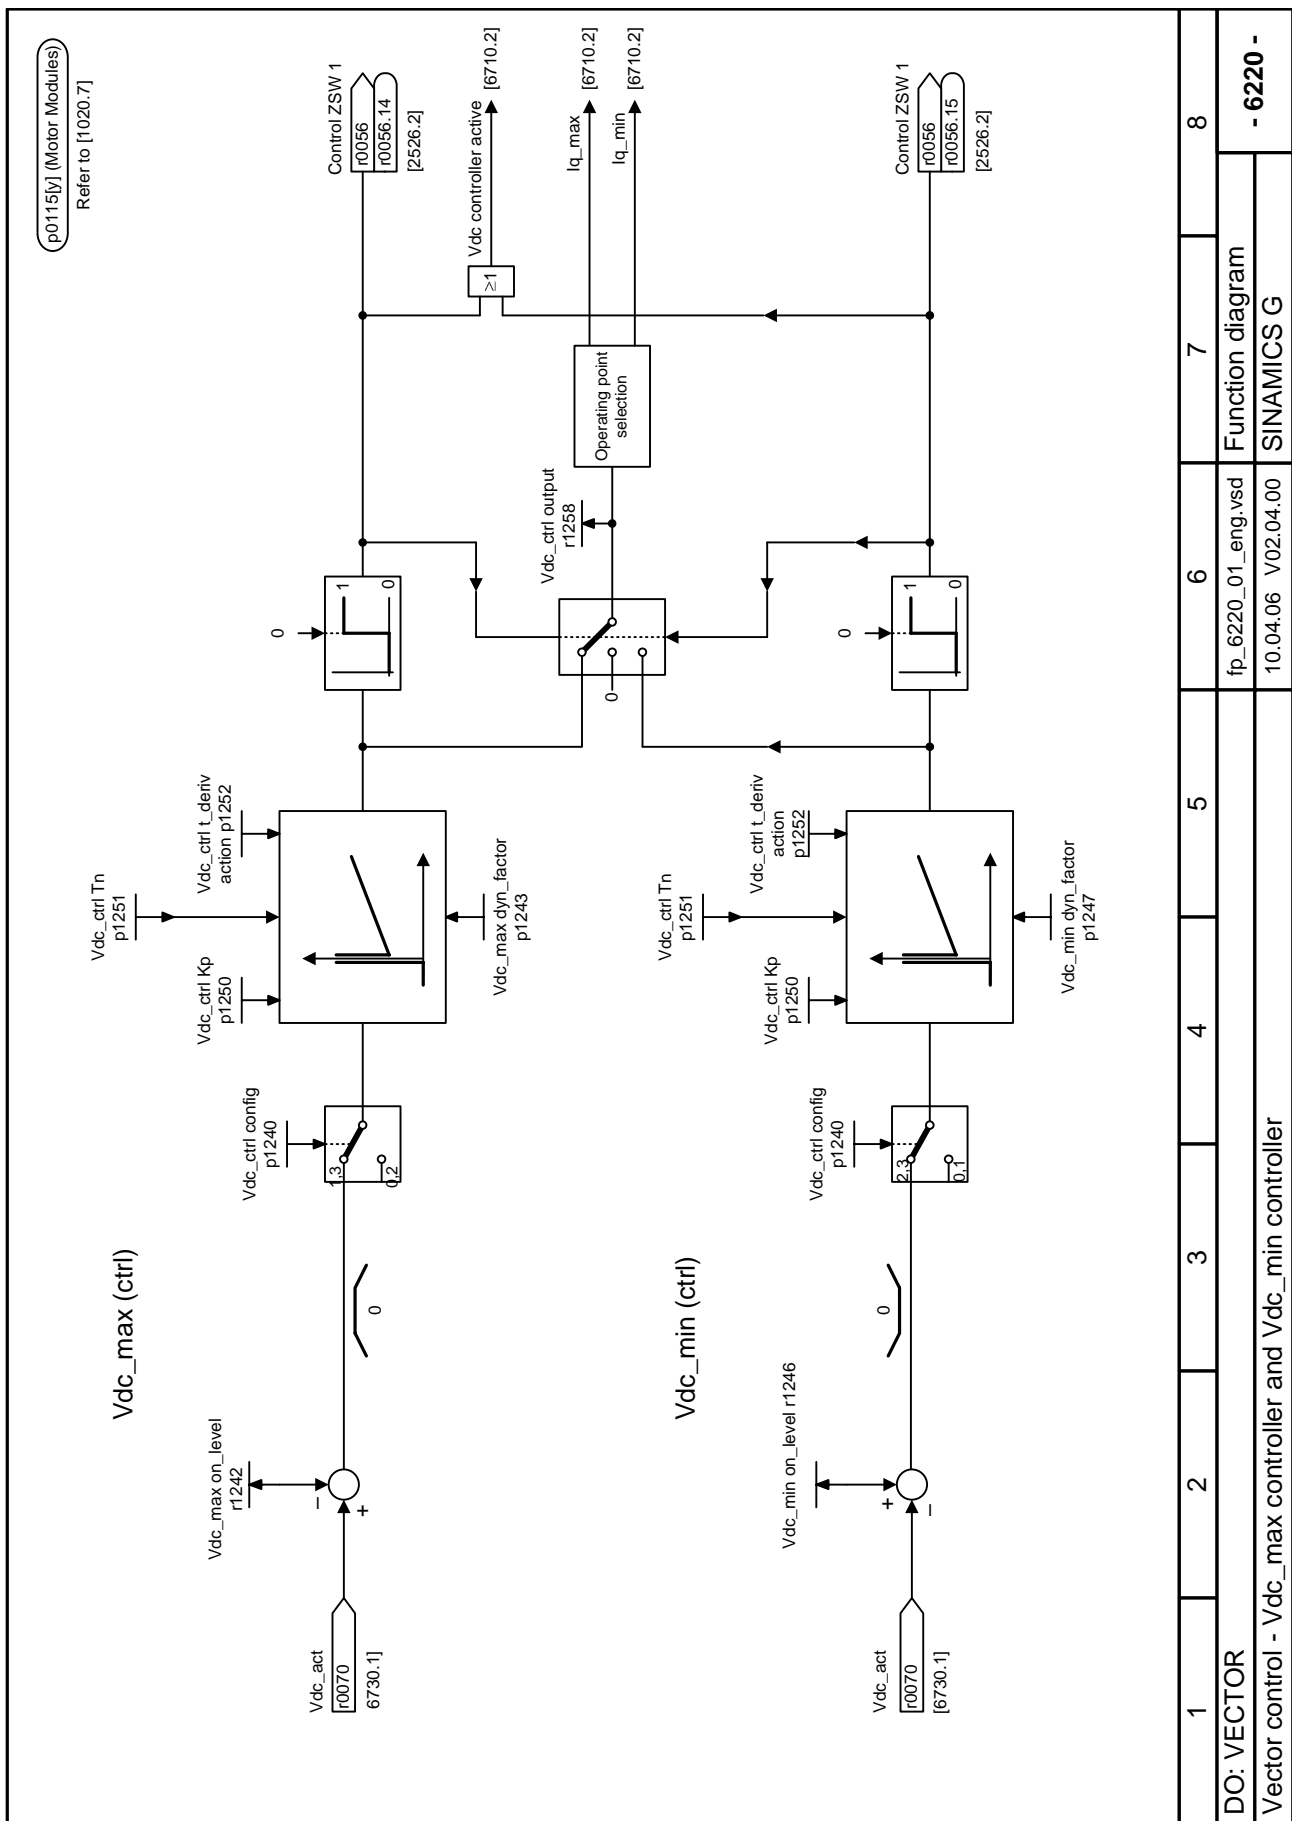 p0115[y] (Motor Modules)
Refer to [1020.7]
Vdc_max (ctrl)
Vdc_act
r0070
6730.1]
Vdc_max on_level
r1242
–
+
0
Vdc_ctrl config
p1240
1,3
0,2
Vdc_ctrl Kp
p1250
Vdc_ctrl Tn
p1251
Vdc_ctrl t_deriv
action p1252
Vdc_max dyn_factor
p1243
0
1
0
Control ZSW 1
r0056
r0056.14
[2526.2]
Vdc controller active
[6710.2]
≥1
Vdc_ctrl output
r1258
0
Operating point
selection
Iq_max
[6710.2]
Iq_min
[6710.2]
Vdc_min (ctrl)
Vdc_act
r0070
[6730.1]
Vdc_min on_level r1246
+
–
0
Vdc_ctrl config
p1240
2,3
0,1
Vdc_ctrl Kp
p1250
Vdc_ctrl Tn
p1251
Vdc_ctrl t_deriv
action
p1252
Vdc_min dyn_factor
p1247
0
1
0
Control ZSW 1
r0056
r0056.15
[2526.2]
1 2 3 4 5 6 7 8
DO: VECTOR
fp_6220_01_eng.vsd
Function diagram
- 6220 -
Vector control - Vdc_max controller and Vdc_min controller
10.04.06 V02.04.00
SINAMICS G